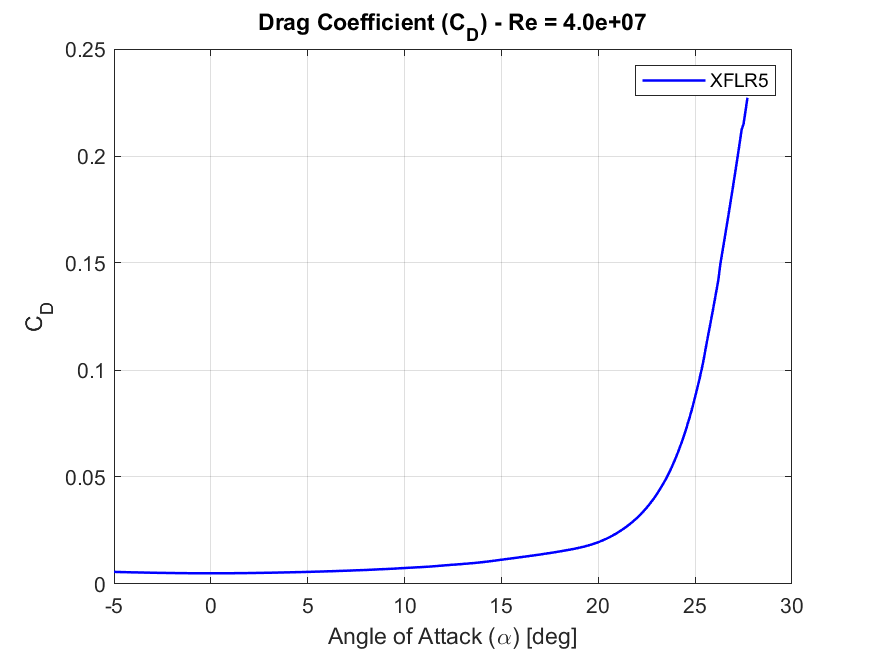 Drag Coefficient (C_D) - Re = 4.0e+07
XFLR5
0.25
0.2
0.15
0.1
0.05
0
C_D
-5 0 5 10 15 20 25 30
Angle of Attack (α) [deg]